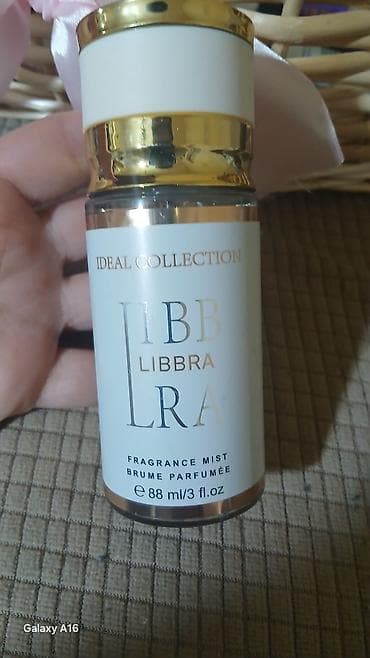 IDEAL COLLECTION
LIBB
LIBBRA
LRA
FRAGRANCE MIST
BRUME PARFUMÉE
℮ 88 ml/3 fl.oz
Galaxy A16